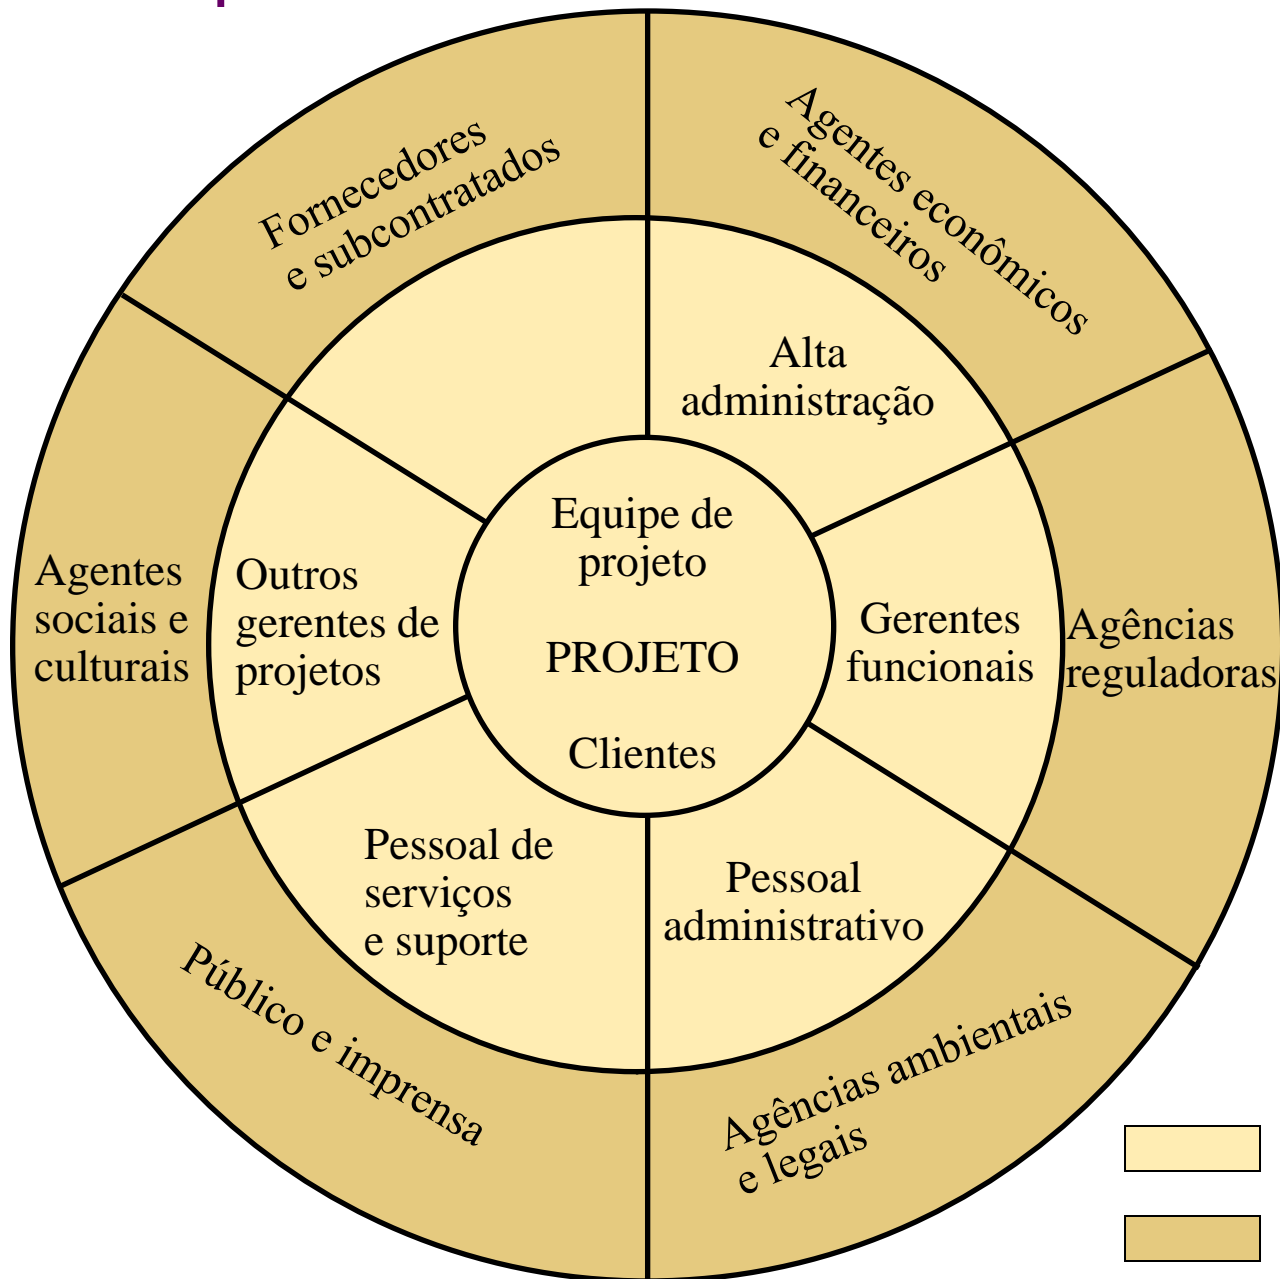 Fornecedores
e subcontratados
Agentes econômicos
e financeiros
Alta
administração
Equipe de
projeto
PROJETO
Clientes
Agentes
sociais e
culturais
Outros
gerentes de
projetos
Gerentes
funcionais
Agências
reguladoras
Pessoal de
serviços
e suporte
Pessoal
administrativo
Público e imprensa
Agências ambientais
e legais